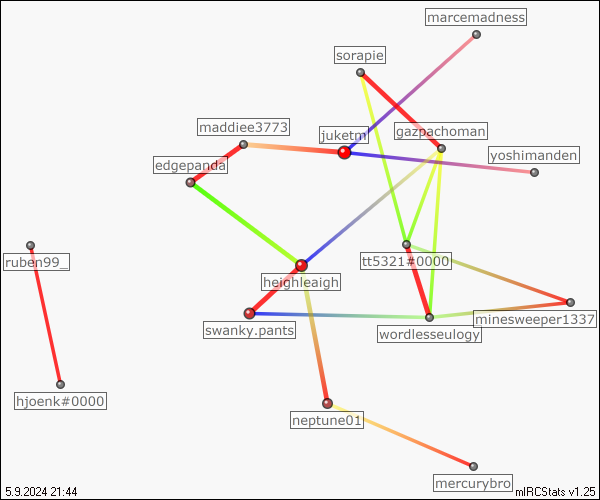 marcemadness
sorapie
maddiee3773
juketm
gazpachoman
edgepanda
yoshimanden
ruben99_
tt5321#0000
heighleaigh
swanky.pants
wordlesseulogy
minesweeper1337
hjoenk#0000
neptune01
mercurybro
5.9.2024 21:44
mIRCStats v1.25